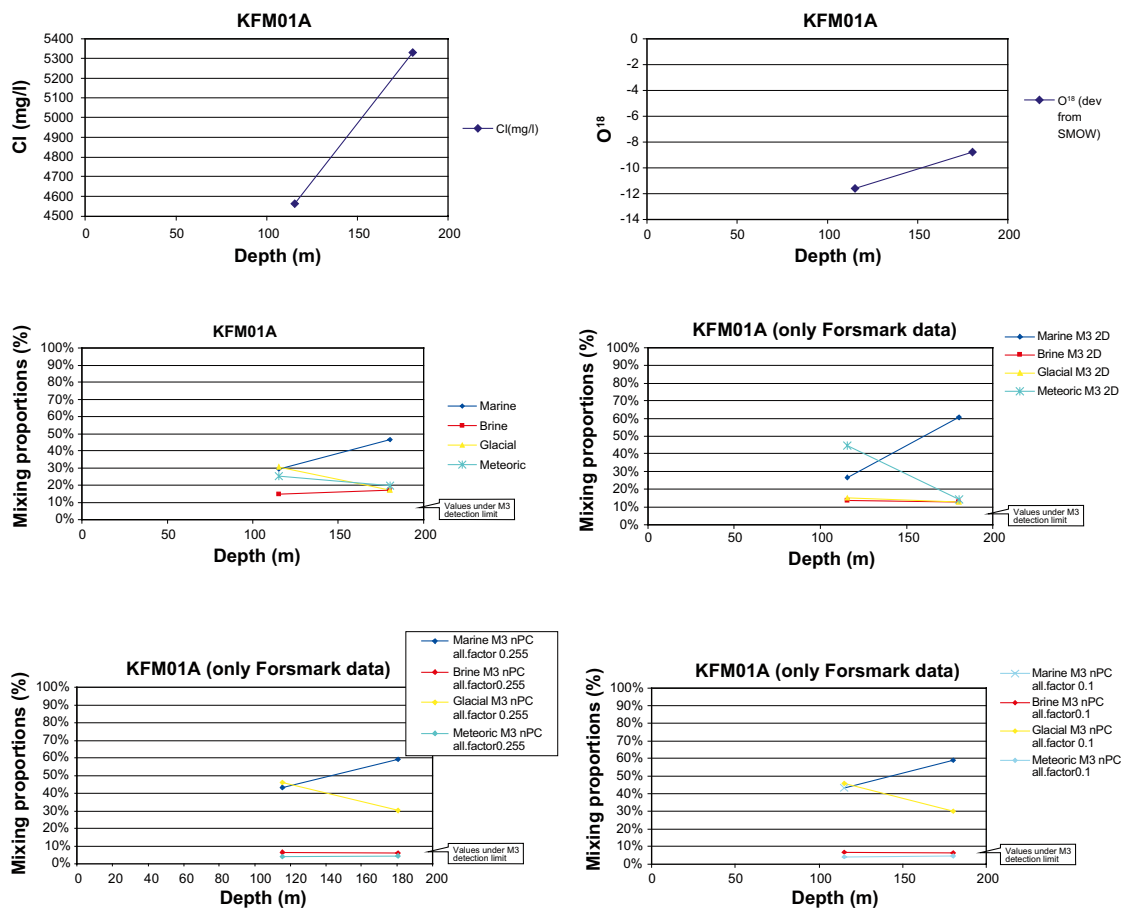 KFM01A
Cl (mg/l)
5400
5300
5200
5100
5000
4900
4800
4700
4600
4500
0
50
100
150
200
Depth (m)
Cl(mg/l)
KFM01A
O¹⁸
0
-2
-4
-6
-8
-10
-12
-14
0
50
100
150
200
Depth (m)
O¹⁸ (dev
from
SMOW)
KFM01A
Mixing proportions (%)
100%
90%
80%
70%
60%
50%
40%
30%
20%
10%
0%
0
50
100
150
200
Depth (m)
Marine
Brine
Glacial
Meteoric
Values under M3
detection limit
KFM01A (only Forsmark data)
Mixing proportions (%)
100%
90%
80%
70%
60%
50%
40%
30%
20%
10%
0%
0
50
100
150
200
Depth (m)
Marine M3 2D
Brine M3 2D
Glacial M3 2D
Meteoric M3 2D
Values under M3
detection limit
KFM01A (only Forsmark data)
Mixing proportions (%)
100%
90%
80%
70%
60%
50%
40%
30%
20%
10%
0%
0
20
40
60
80
100
120
140
160
180
200
Depth (m)
Marine M3 nPC
all.factor 0.255
Brine M3 nPC
all.factor0.255
Glacial M3 nPC
all.factor 0.255
Meteoric M3 nPC
all.factor0.255
Values under M3
detection limit
KFM01A (only Forsmark data)
Mixing proportions (%)
100%
90%
80%
70%
60%
50%
40%
30%
20%
10%
0%
0
50
100
150
200
Depth (m)
Marine M3 nPC
all.factor 0.1
Brine M3 nPC
all.factor0.1
Glacial M3 nPC
all.factor 0.1
Meteoric M3 nPC
all.factor0.1
Values under M3
detection limit